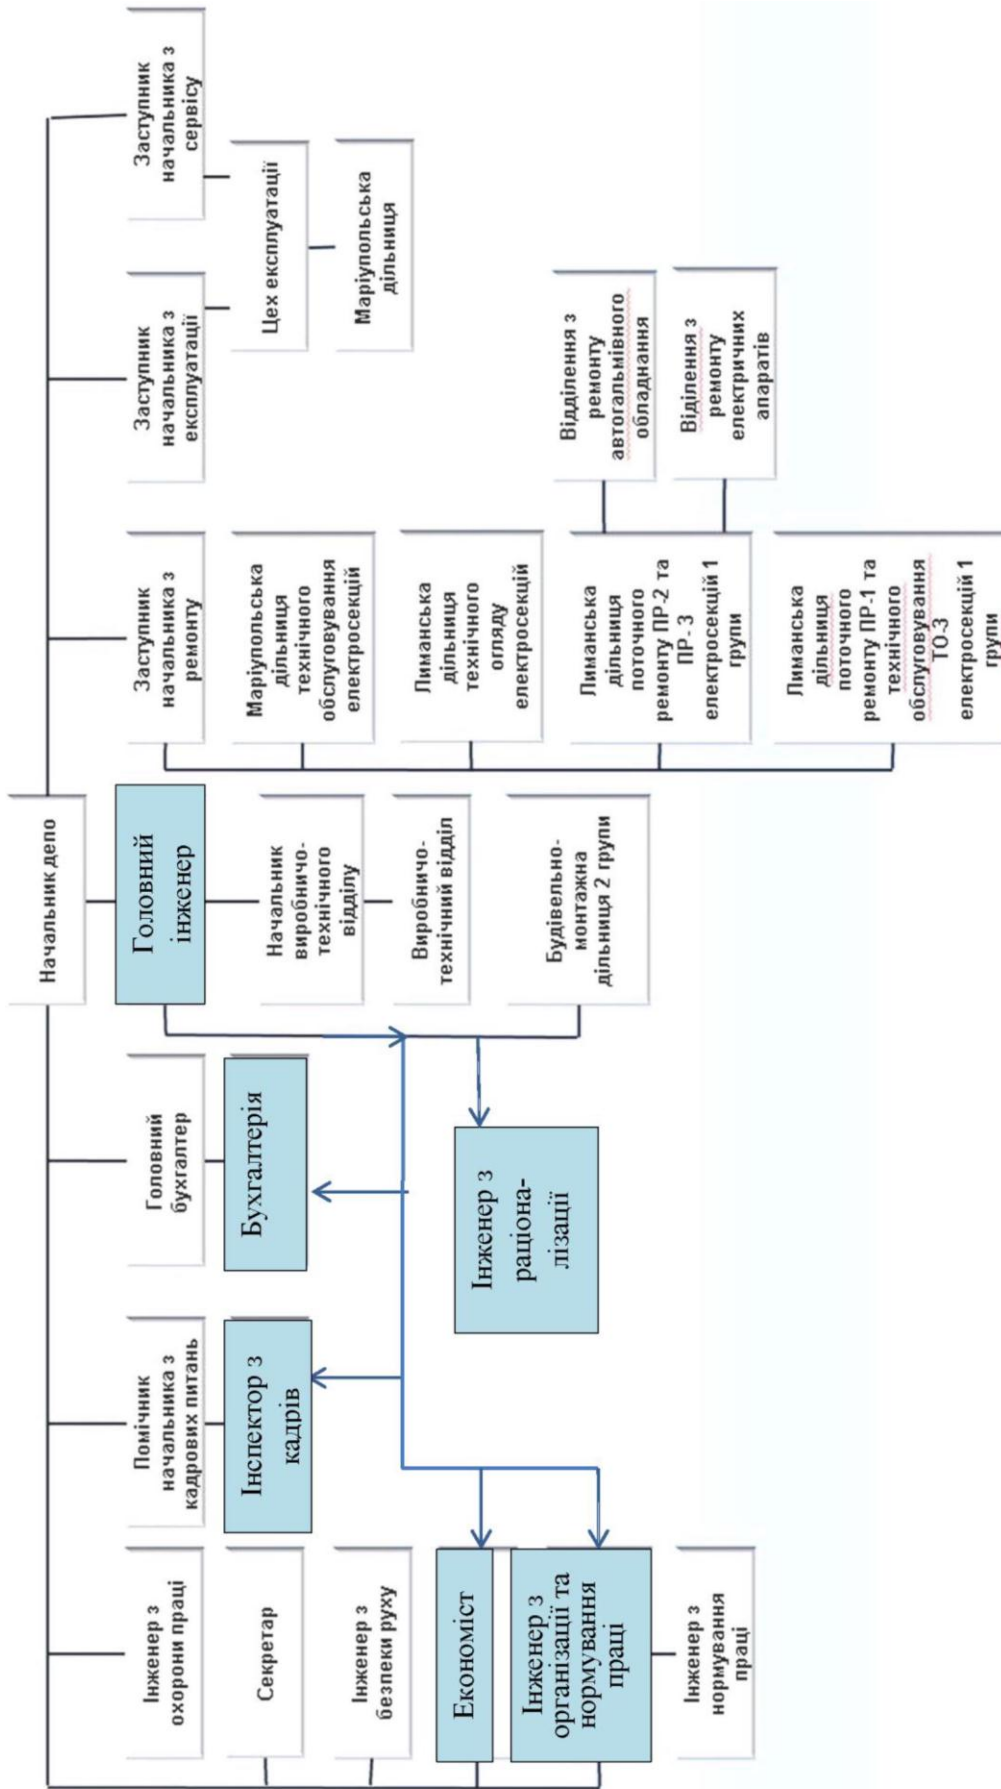 Начальник депо
Інженер з
охорони праці
Секретар
Інженер з
безпеки руху
Економіст
Інженер з
організації та
нормування
праці
Інженер з
нормування
праці
Помічник
начальника з
кадрових питань
Інспектор з
кадрів
Головний
бухгалтер
Бухгалтерія
Головний
інженер
Начальник
виробничо-
технічного
відділу
Виробничо-
технічний відділ
Будівельно-
монтажна
дільниця 2 групи
Інженер з
раціона-
лізації
Заступник
начальника з
ремонту
Маріупольська
дільниця
технічного
обслуговування
електросекцій
Лиманська
дільниця
технічного
огляду
електросекцій
Лиманська
дільниця
поточного
ремонту ПР-2 та
ПР- 3
електросекцій 1
групи
Лиманська
дільниця
поточного
ремонту ПР-1 та
технічного
обслуговування
ТО-3
електросекцій 1
групи
Відділення з
ремонту
автогальмівного
обладнання
Віділення з
ремонту
електричних
апаратів
Заступник
начальника з
експлуатації
Заступник
начальника з
сервісу
Цех експлуатації
Маріупольська
дільниця